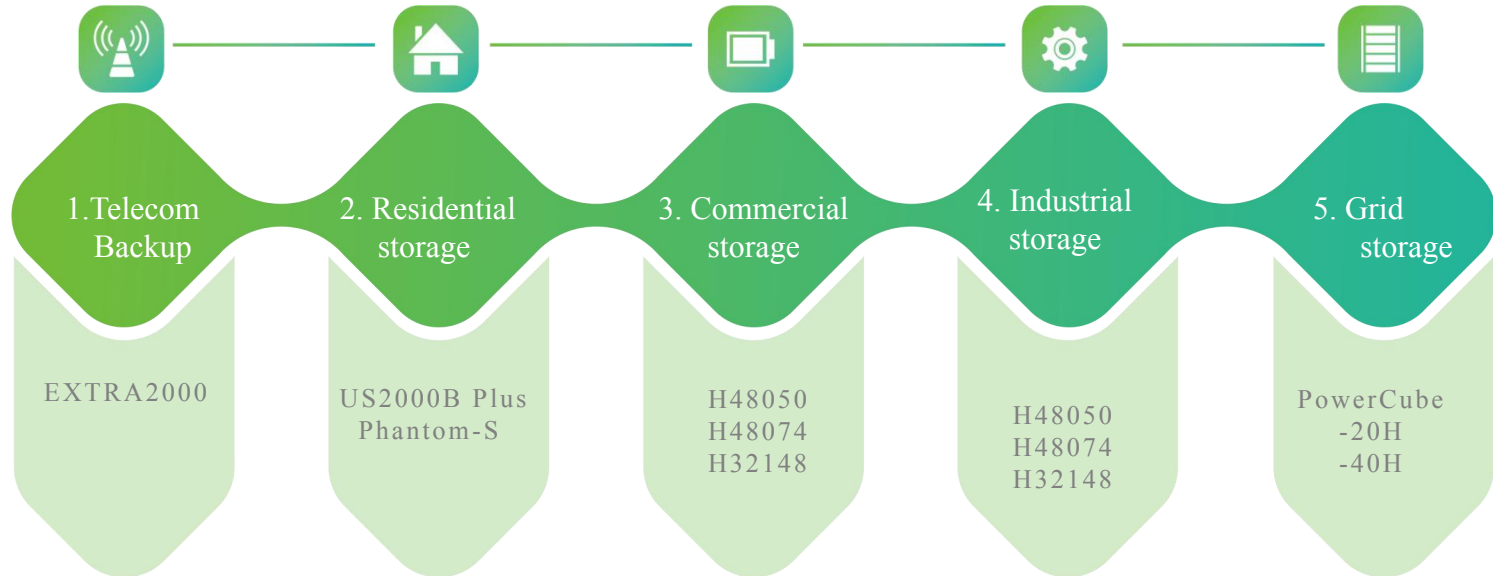 1.Telecom
Backup
2. Residential
storage
3. Commercial
storage
4. Industrial
storage
5. Grid
storage
EXTRA2000
US2000B Plus
Phantom-S
H48050
H48074
H32148
H48050
H48074
H32148
PowerCube
-20H
-40H